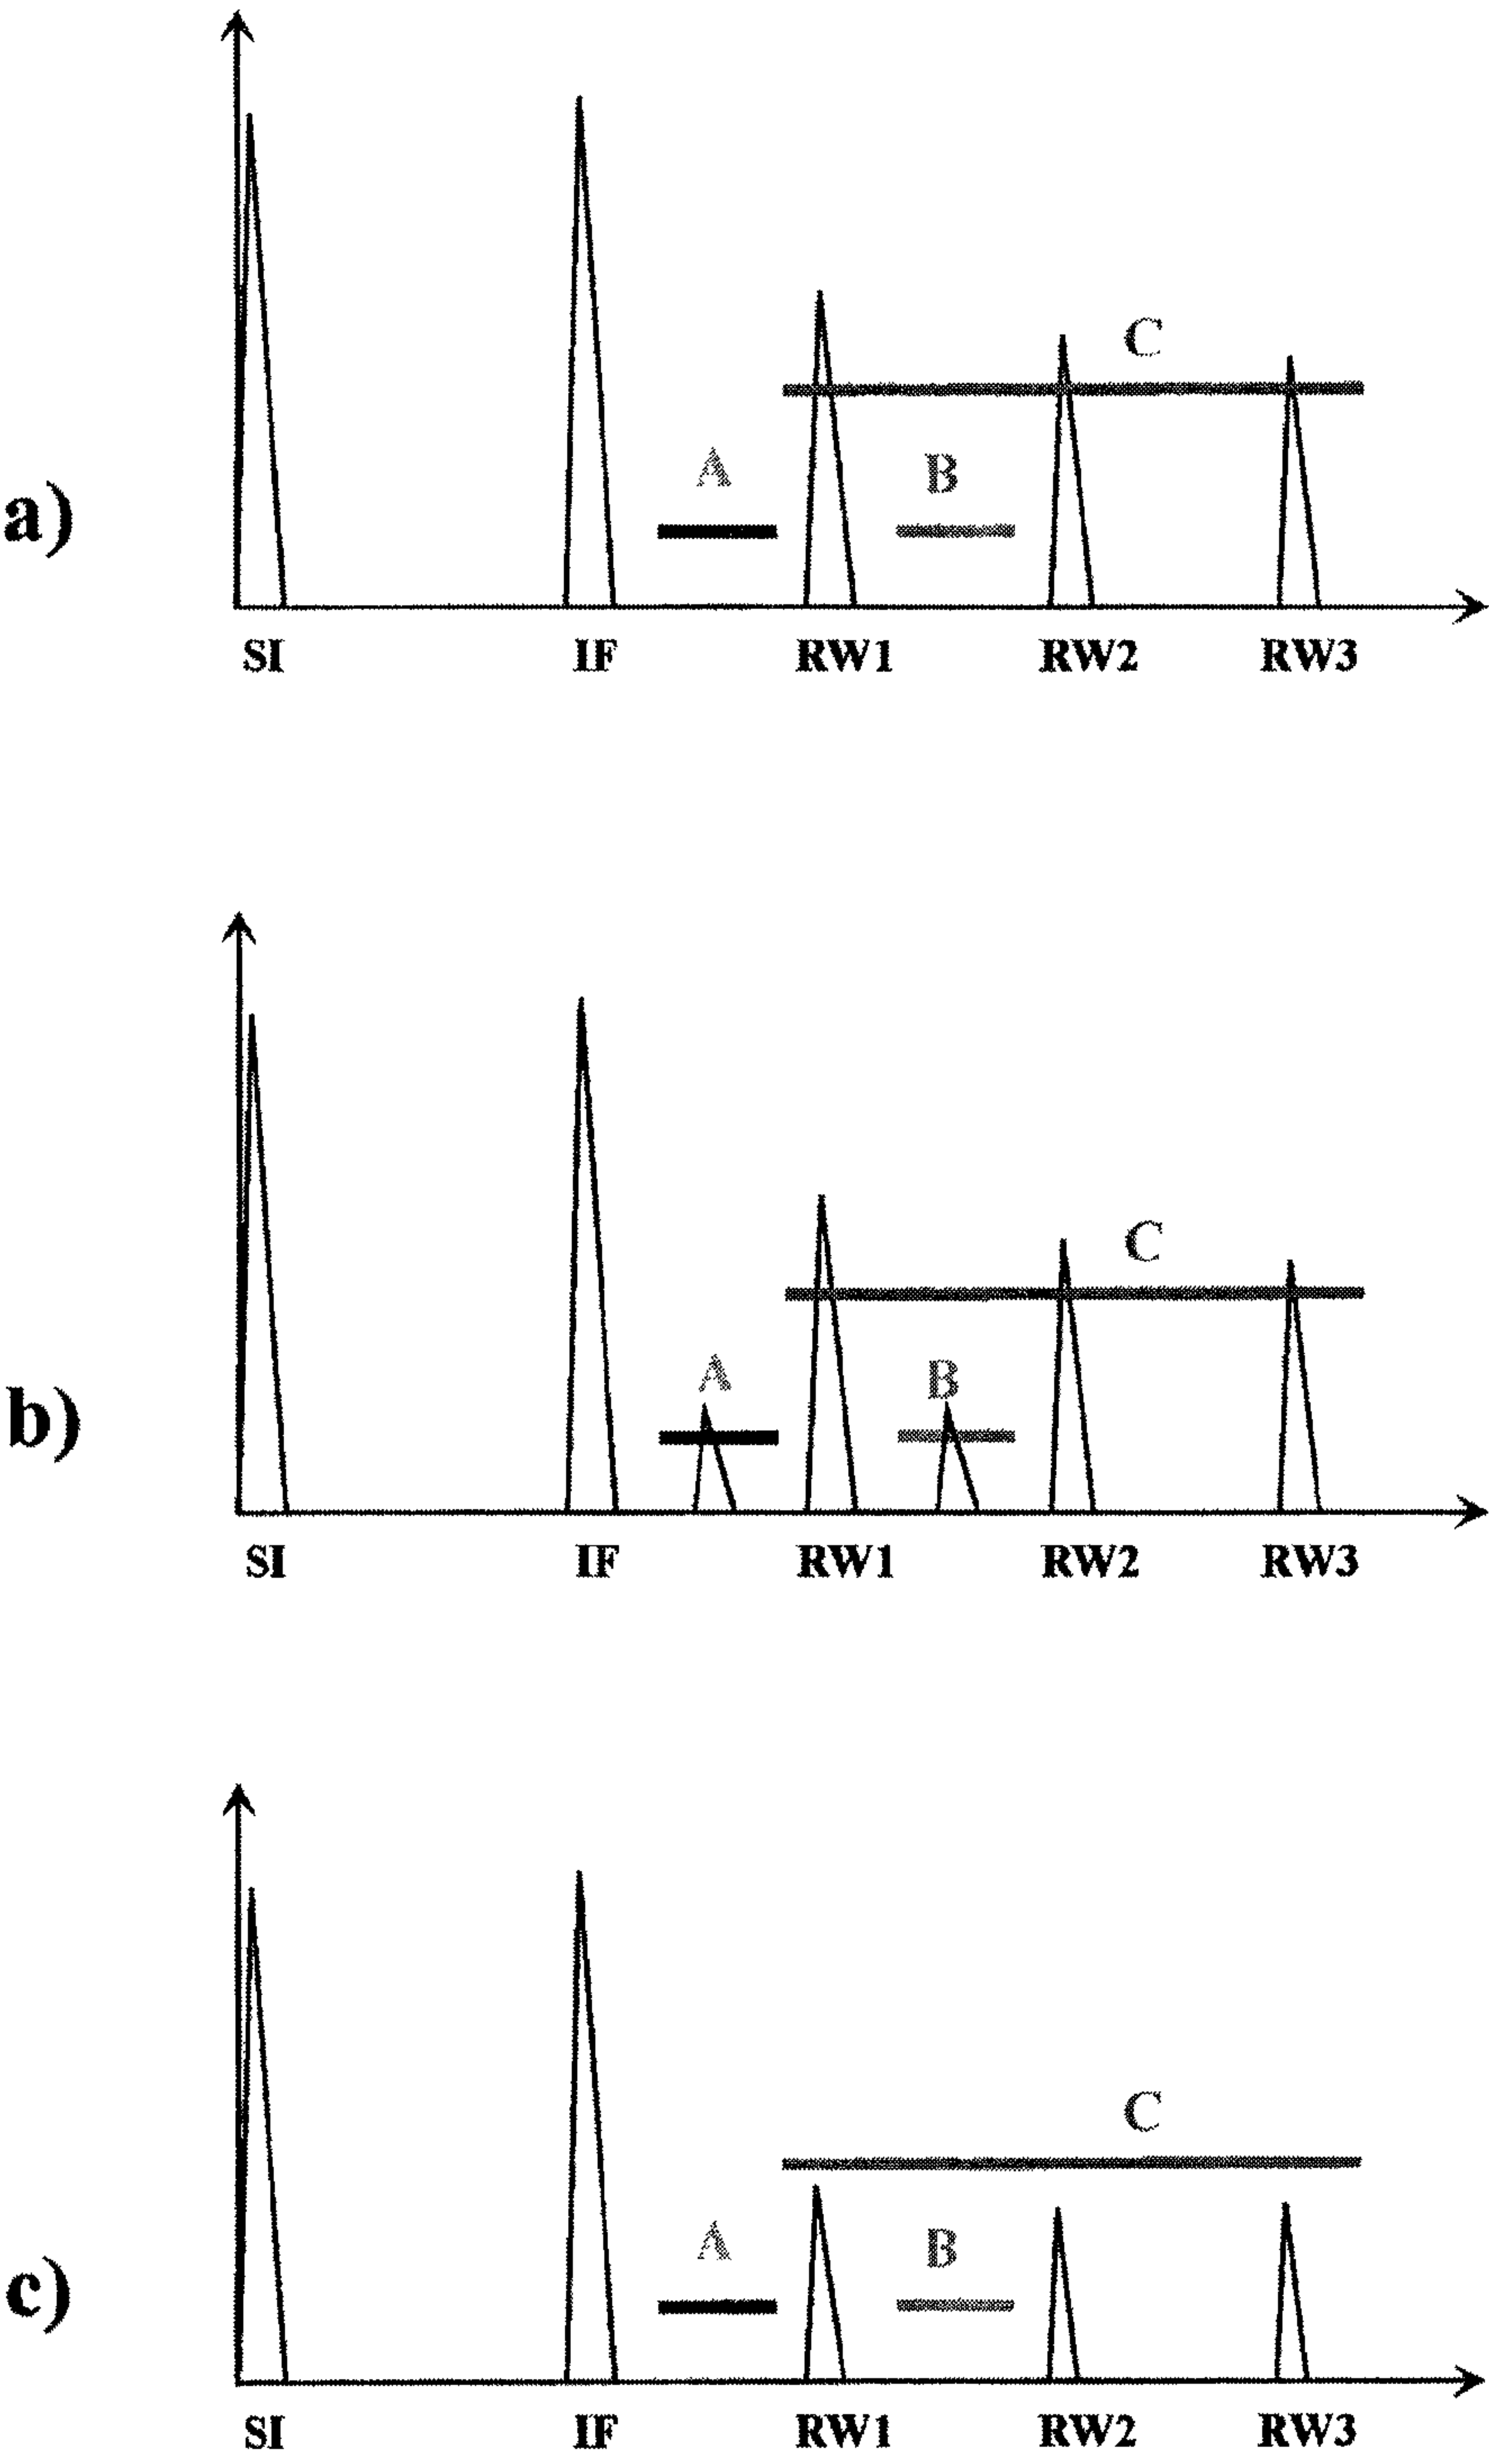 C
A B
a)
SI IF RW1 RW2 RW3
C
A B
b)
SI IF RW1 RW2 RW3
C
A B
c)
SI IF RW1 RW2 RW3